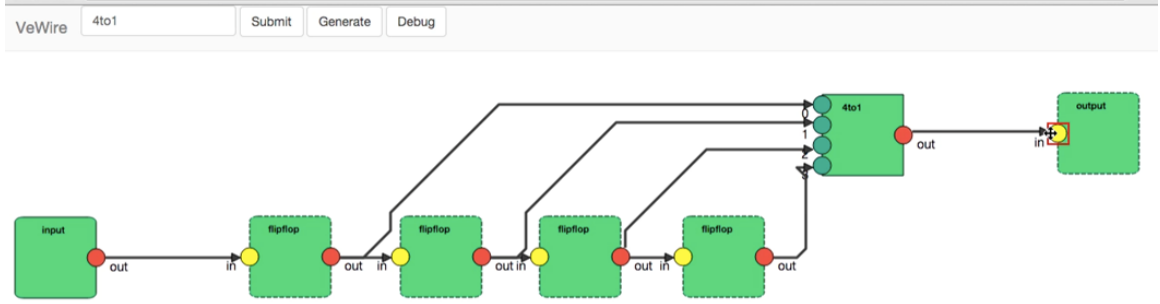 VeWire 4to1 Submit Generate Debug
4to1 output
0
1 out in
2
3
input flipflop flipflop flipflop flipflop
out in out in out in out in out